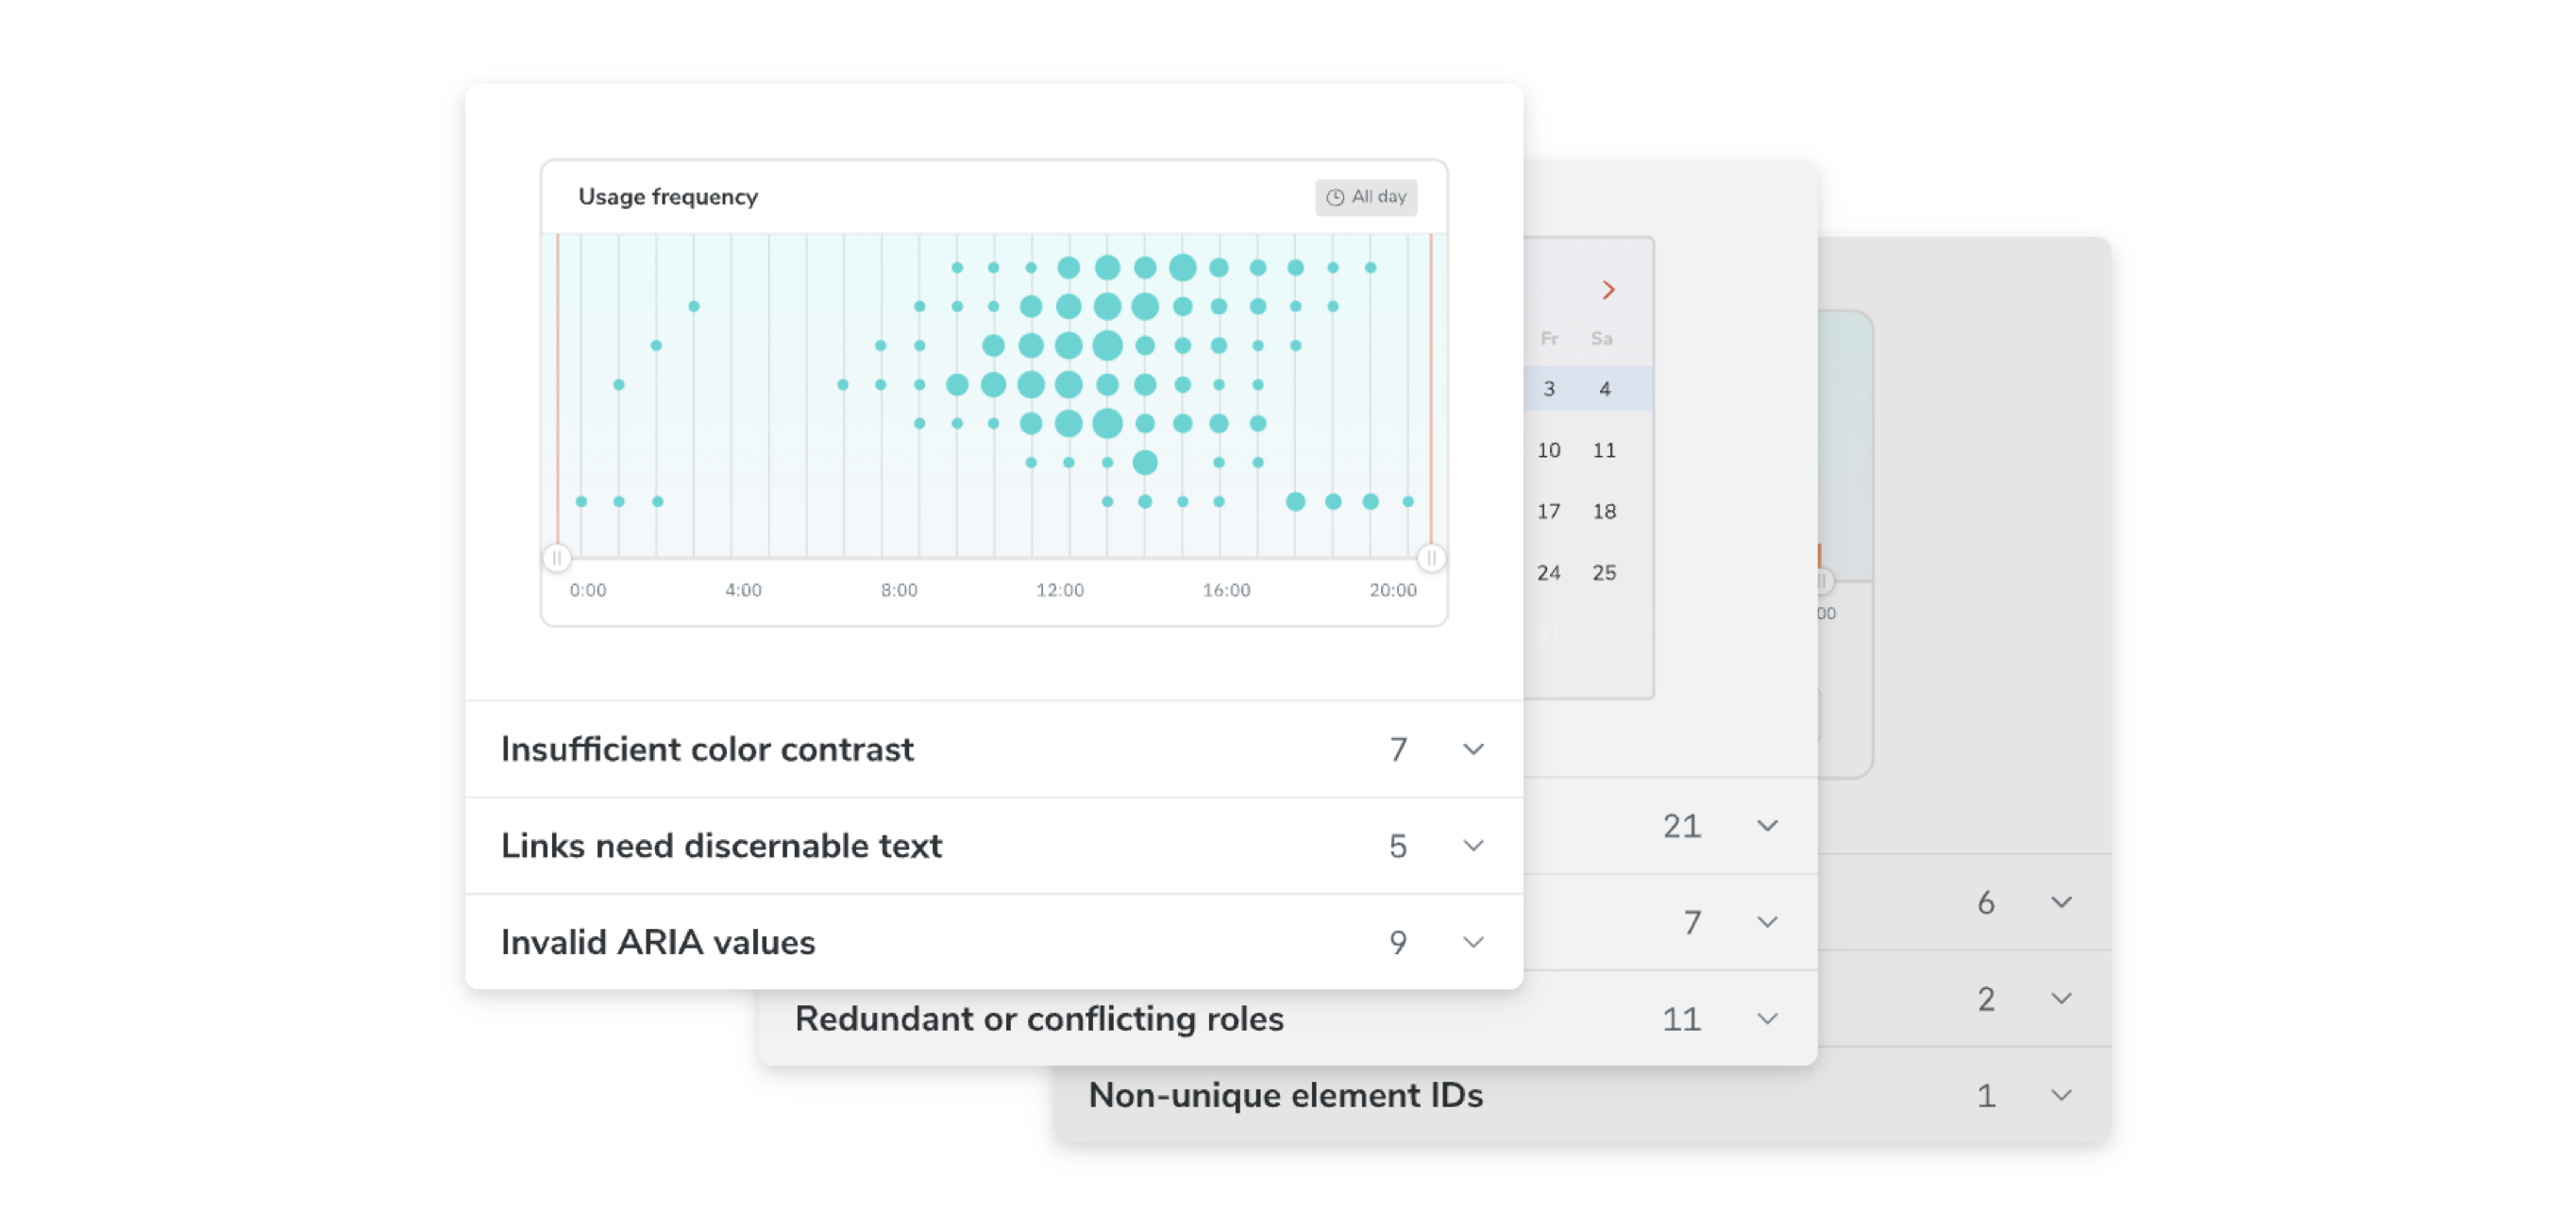 Usage frequency
All day
0:00 4:00 8:00 12:00 16:00 20:00
Insufficient color contrast 7
Links need discernable text 5
Invalid ARIA values 9
Fr Sa
3 4
10 11
17 18
24 25
31
21
7
Redundant or conflicting roles 11
00
6
2
Non-unique element IDs 1